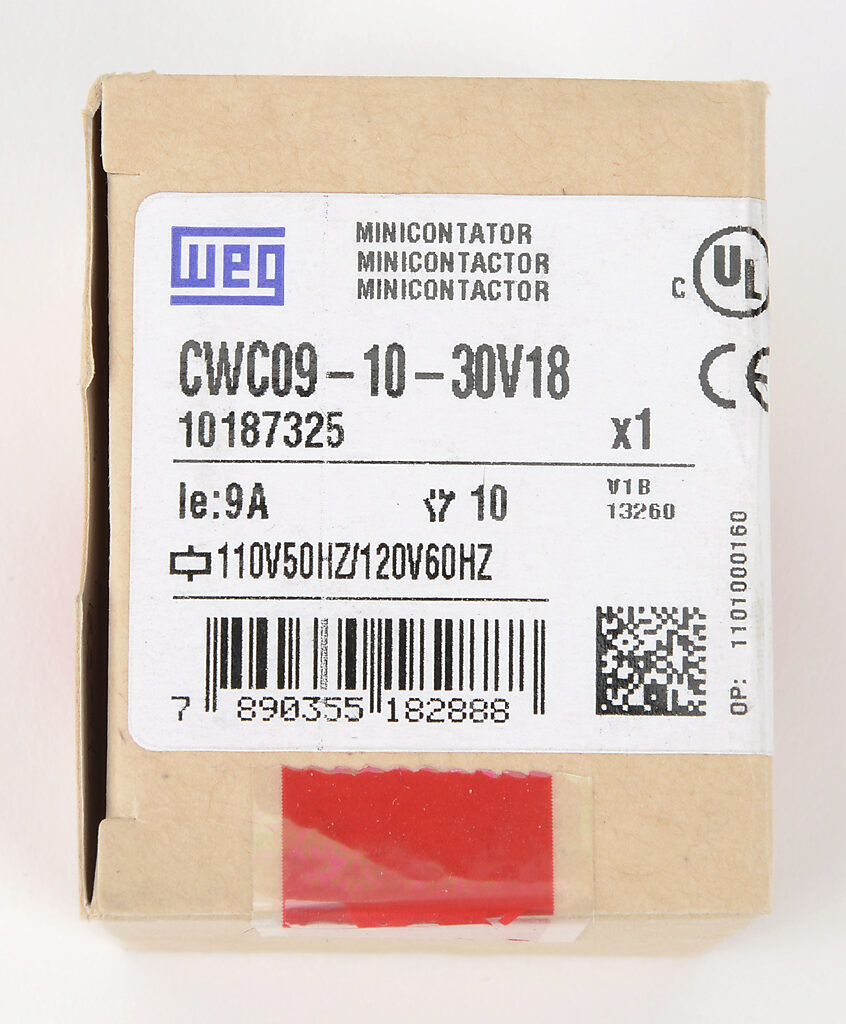 weg
MINICONTATOR
MINICONTACTOR
MINICONTACTOR
C UL
CE
CWC09-10-30V18
10187325
x1
Ie:9A
10
V1B
13260
110V50HZ/120V60HZ
OP: 1101000160
7 890355 182888